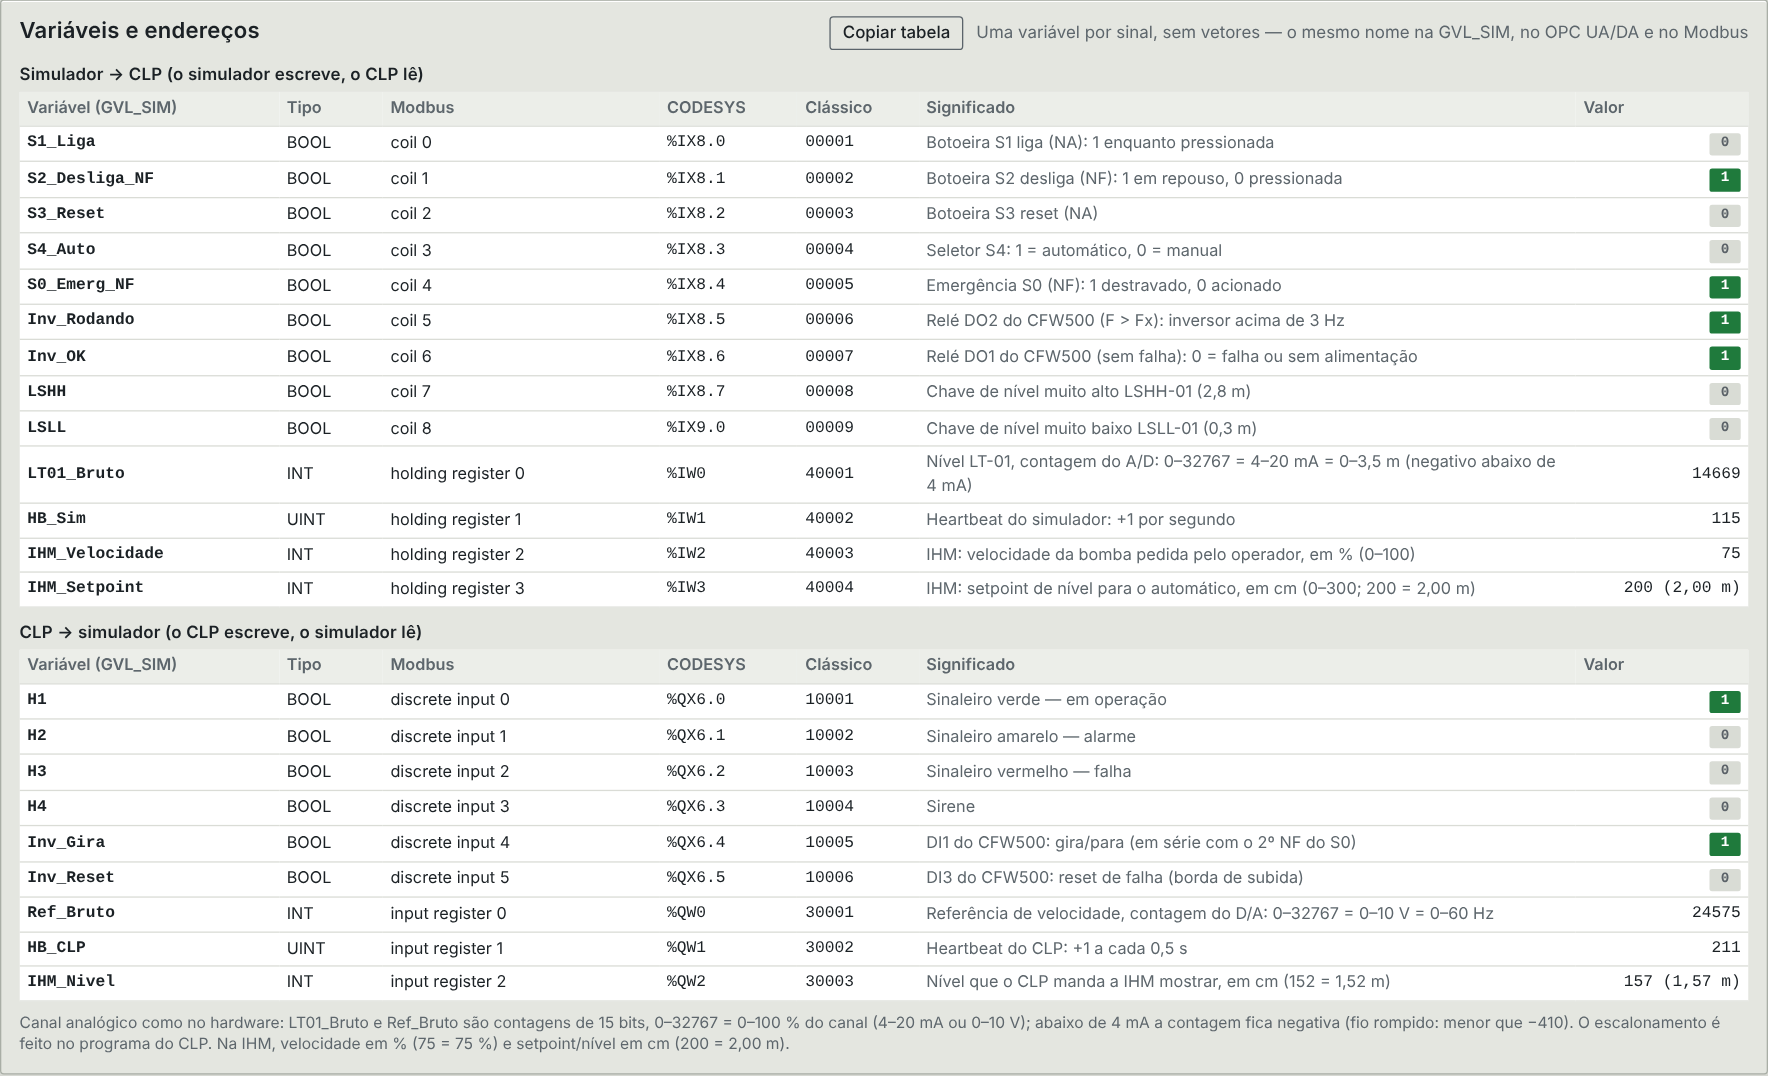 Variáveis e endereços
Copiar tabela
Uma variável por sinal, sem vetores — o mesmo nome na GVL_SIM, no OPC UA/DA e no Modbus
Simulador → CLP (o simulador escreve, o CLP lê)
Variável (GVL_SIM) Tipo Modbus CODESYS Clássico Significado Valor
S1_Liga BOOL coil 0 %IX8.0 00001 Botoeira S1 liga (NA): 1 enquanto pressionada 0
S2_Desliga_NF BOOL coil 1 %IX8.1 00002 Botoeira S2 desliga (NF): 1 em repouso, 0 pressionada 1
S3_Reset BOOL coil 2 %IX8.2 00003 Botoeira S3 reset (NA) 0
S4_Auto BOOL coil 3 %IX8.3 00004 Seletor S4: 1 = automático, 0 = manual 0
S0_Emerg_NF BOOL coil 4 %IX8.4 00005 Emergência S0 (NF): 1 destravado, 0 acionado 1
Inv_Rodando BOOL coil 5 %IX8.5 00006 Relé DO2 do CFW500 (F > Fx): inversor acima de 3 Hz 1
Inv_OK BOOL coil 6 %IX8.6 00007 Relé DO1 do CFW500 (sem falha): 0 = falha ou sem alimentação 1
LSHH BOOL coil 7 %IX8.7 00008 Chave de nível muito alto LSHH-01 (2,8 m) 0
LSLL BOOL coil 8 %IX9.0 00009 Chave de nível muito baixo LSLL-01 (0,3 m) 0
LT01_Bruto INT holding register 0 %IW0 40001 Nível LT-01, contagem do A/D: 0–32767 = 4–20 mA = 0–3,5 m (negativo abaixo de
4 mA) 14669
HB_Sim UINT holding register 1 %IW1 40002 Heartbeat do simulador: +1 por segundo 115
IHM_Velocidade INT holding register 2 %IW2 40003 IHM: velocidade da bomba pedida pelo operador, em % (0–100) 75
IHM_Setpoint INT holding register 3 %IW3 40004 IHM: setpoint de nível para o automático, em cm (0–300; 200 = 2,00 m) 200 (2,00 m)
CLP → simulador (o CLP escreve, o simulador lê)
Variável (GVL_SIM) Tipo Modbus CODESYS Clássico Significado Valor
H1 BOOL discrete input 0 %QX6.0 10001 Sinaleiro verde — em operação 1
H2 BOOL discrete input 1 %QX6.1 10002 Sinaleiro amarelo — alarme 0
H3 BOOL discrete input 2 %QX6.2 10003 Sinaleiro vermelho — falha 0
H4 BOOL discrete input 3 %QX6.3 10004 Sirene 0
Inv_Gira BOOL discrete input 4 %QX6.4 10005 DI1 do CFW500: gira/para (em série com o 2º NF do S0) 1
Inv_Reset BOOL discrete input 5 %QX6.5 10006 DI3 do CFW500: reset de falha (borda de subida) 0
Ref_Bruto INT input register 0 %QW0 30001 Referência de velocidade, contagem do D/A: 0–32767 = 0–10 V = 0–60 Hz 24575
HB_CLP UINT input register 1 %QW1 30002 Heartbeat do CLP: +1 a cada 0,5 s 211
IHM_Nivel INT input register 2 %QW2 30003 Nível que o CLP manda a IHM mostrar, em cm (152 = 1,52 m) 157 (1,57 m)
Canal analógico como no hardware: LT01_Bruto e Ref_Bruto são contagens de 15 bits, 0–32767 = 0–100 % do canal (4–20 mA ou 0–10 V); abaixo de 4 mA a contagem fica negativa (fio rompido: menor que −410). O escalonamento é
feito no programa do CLP. Na IHM, velocidade em % (75 = 75 %) e setpoint/nível em cm (200 = 2,00 m).